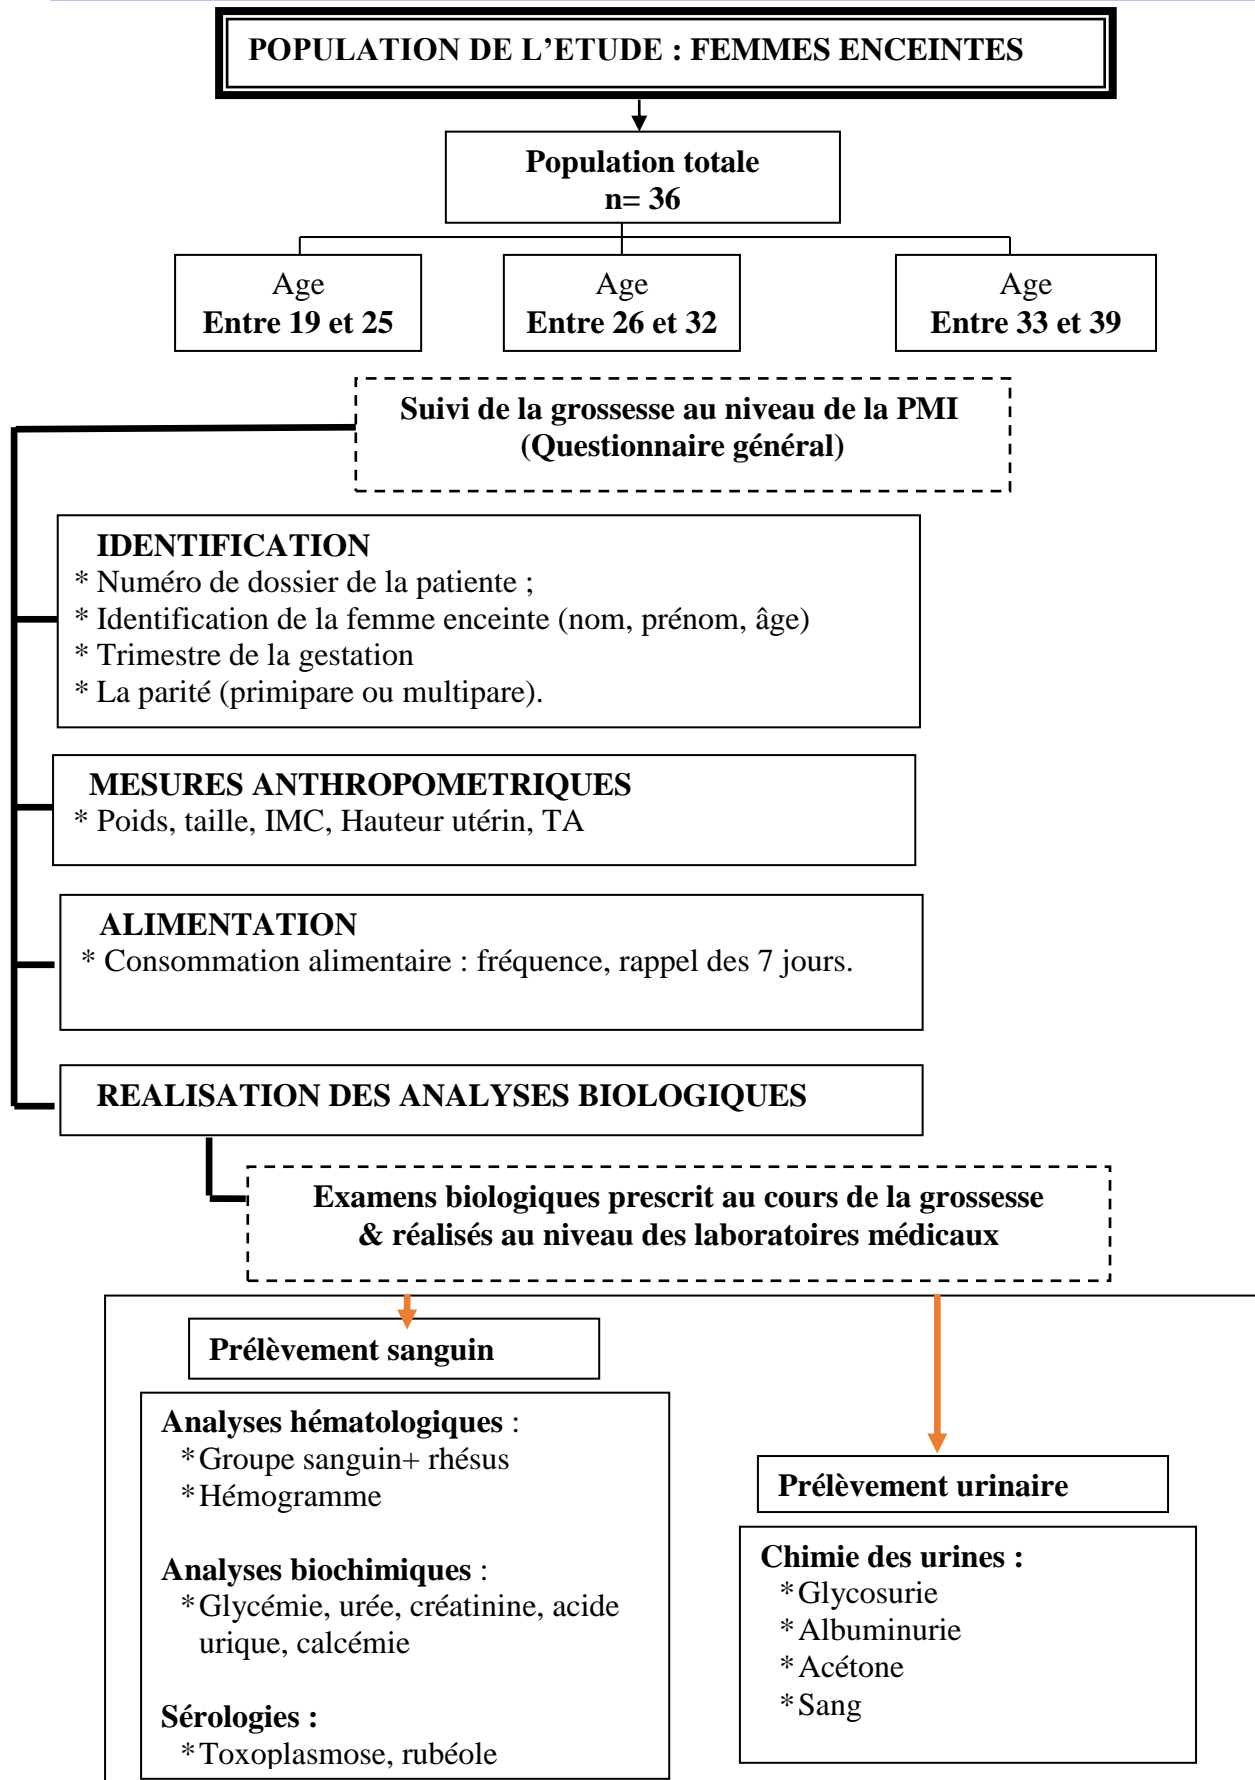 POPULATION DE L’ETUDE : FEMMES ENCEINTES
Population totale
n= 36
Age
Entre 19 et 25
Age
Entre 26 et 32
Age
Entre 33 et 39
Suivi de la grossesse au niveau de la PMI
(Questionnaire général)
IDENTIFICATION
* Numéro de dossier de la patiente ;
* Identification de la femme enceinte (nom, prénom, âge)
* Trimestre de la gestation
* La parité (primipare ou multipare).
MESURES ANTHROPOMETRIQUES
* Poids, taille, IMC, Hauteur utérin, TA
ALIMENTATION
* Consommation alimentaire : fréquence, rappel des 7 jours.
REALISATION DES ANALYSES BIOLOGIQUES
Examens biologiques prescrit au cours de la grossesse
& réalisés au niveau des laboratoires médicaux
Prélèvement sanguin
Analyses hématologiques :
* Groupe sanguin+ rhésus
* Hémogramme
Analyses biochimiques :
* Glycémie, urée, créatinine, acide
urique, calcémie
Sérologies :
* Toxoplasmose, rubéole
Prélèvement urinaire
Chimie des urines :
* Glycosurie
* Albuminurie
* Acétone
* Sang